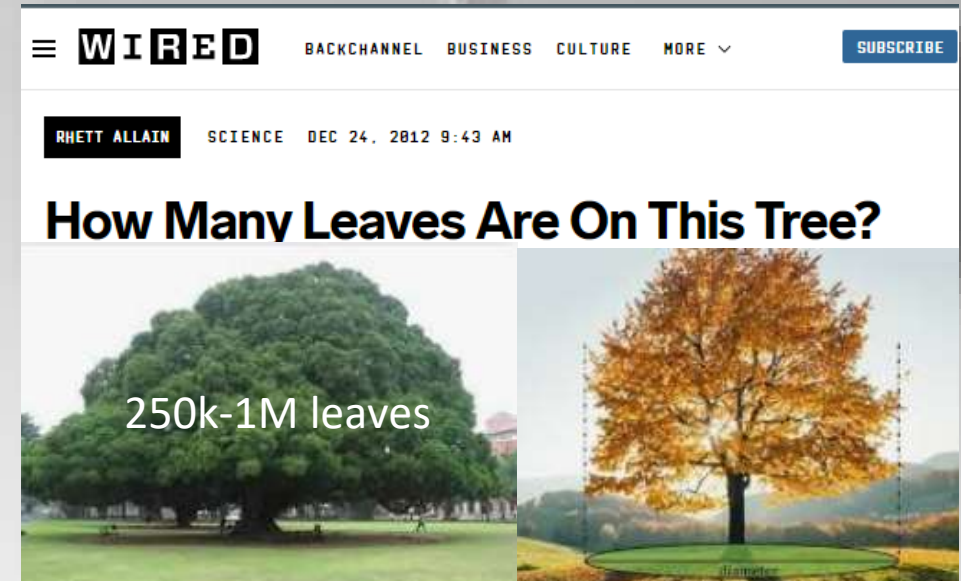 WIRED BACKCHANNEL BUSINESS CULTURE MORE SUBSCRIBE
RHETT ALLAIN SCIENCE DEC 24, 2012 9:43 AM
How Many Leaves Are On This Tree?
250k-1M leaves
diameter